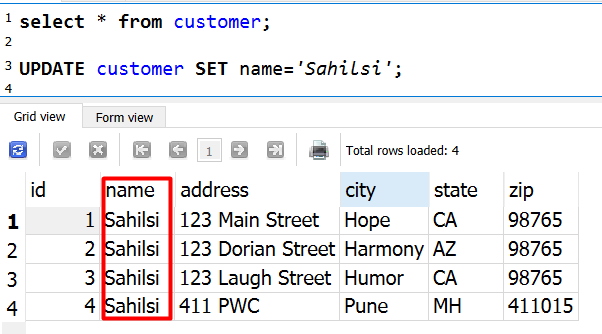 1 select * from customer;
2
3 UPDATE customer SET name='Sahilsi';
4
Grid view Form view
1 Total rows loaded: 4
id name address city state zip
1 1 Sahilsi 123 Main Street Hope CA 98765
2 2 Sahilsi 123 Dorian Street Harmony AZ 98765
3 3 Sahilsi 123 Laugh Street Humor CA 98765
4 4 Sahilsi 411 PWC Pune MH 411015